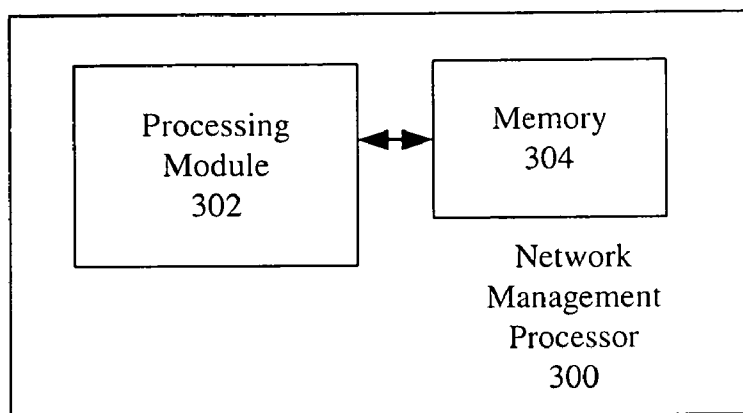 Processing
Module
302
Memory
304
Network
Management
Processor
300